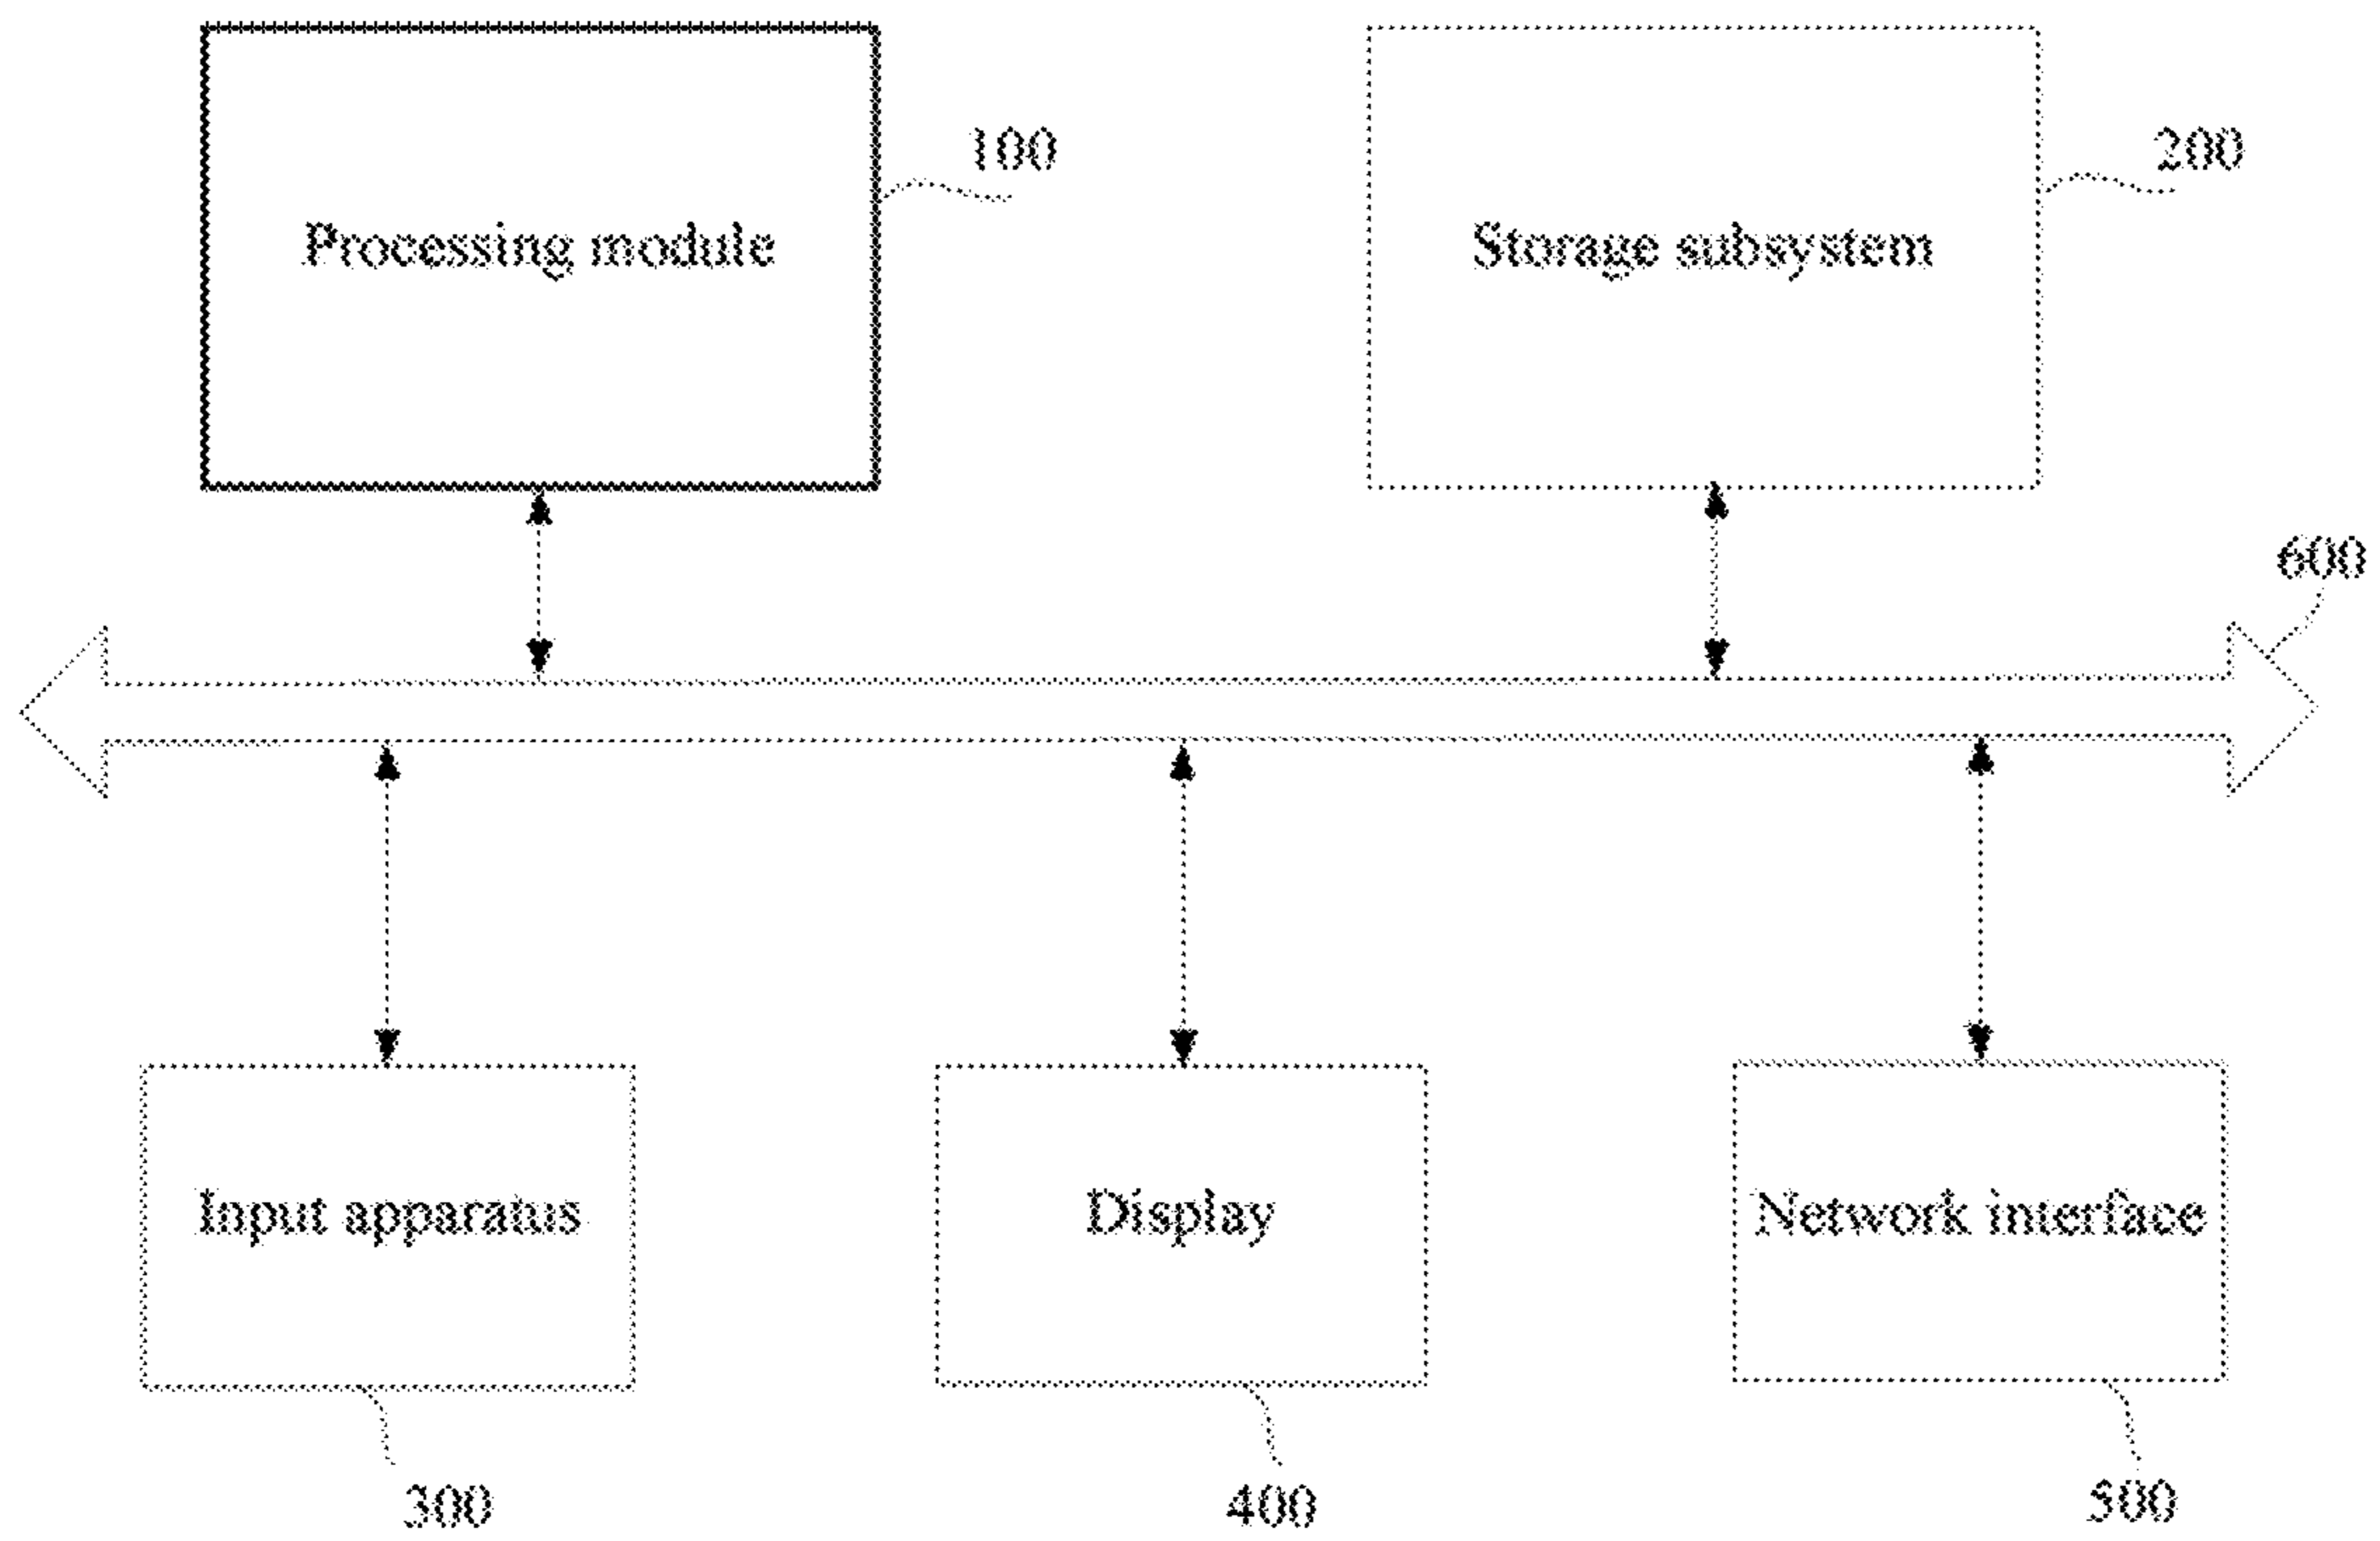 100
200
Processing module
Storage subsystem
600
Input apparatus
Display
Network interface
300
400
500